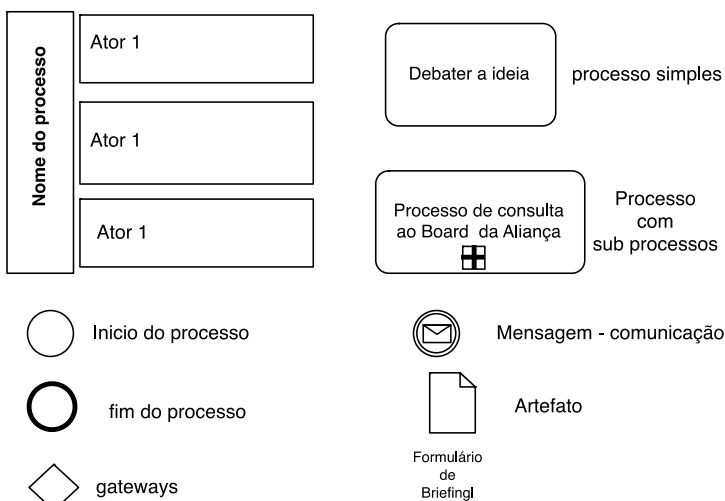 Nome do processo
Ator 1
Ator 1
Ator 1
Debater a ideia
processo simples
Processo de consulta
ao Board da Aliança
Processo
com
sub processos
Inicio do processo
Mensagem - comunicação
fim do processo
Artefato
Formulário
de
Briefingl
gateways